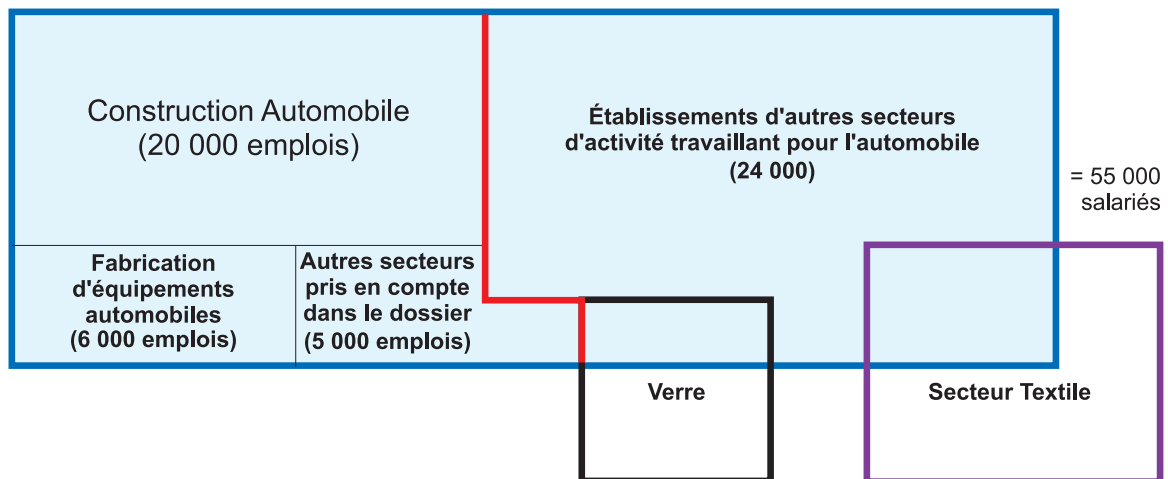 Construction Automobile
(20 000 emplois)
Établissements d'autres secteurs
d'activité travaillant pour l'automobile
(24 000)
= 55 000
salariés
Fabrication
d'équipements
automobiles
(6 000 emplois)
Autres secteurs
pris en compte
dans le dossier
(5 000 emplois)
Verre
Secteur Textile